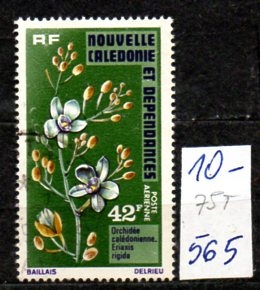 RF
NOUVELLE
CALEDONIE
ET DEPENDANCES
POSTE
AERIENNE
42F
Orchidée
calédonienne.
Eriaxis
rigida
BAILLAIS DELRIEU
10-
75T
565